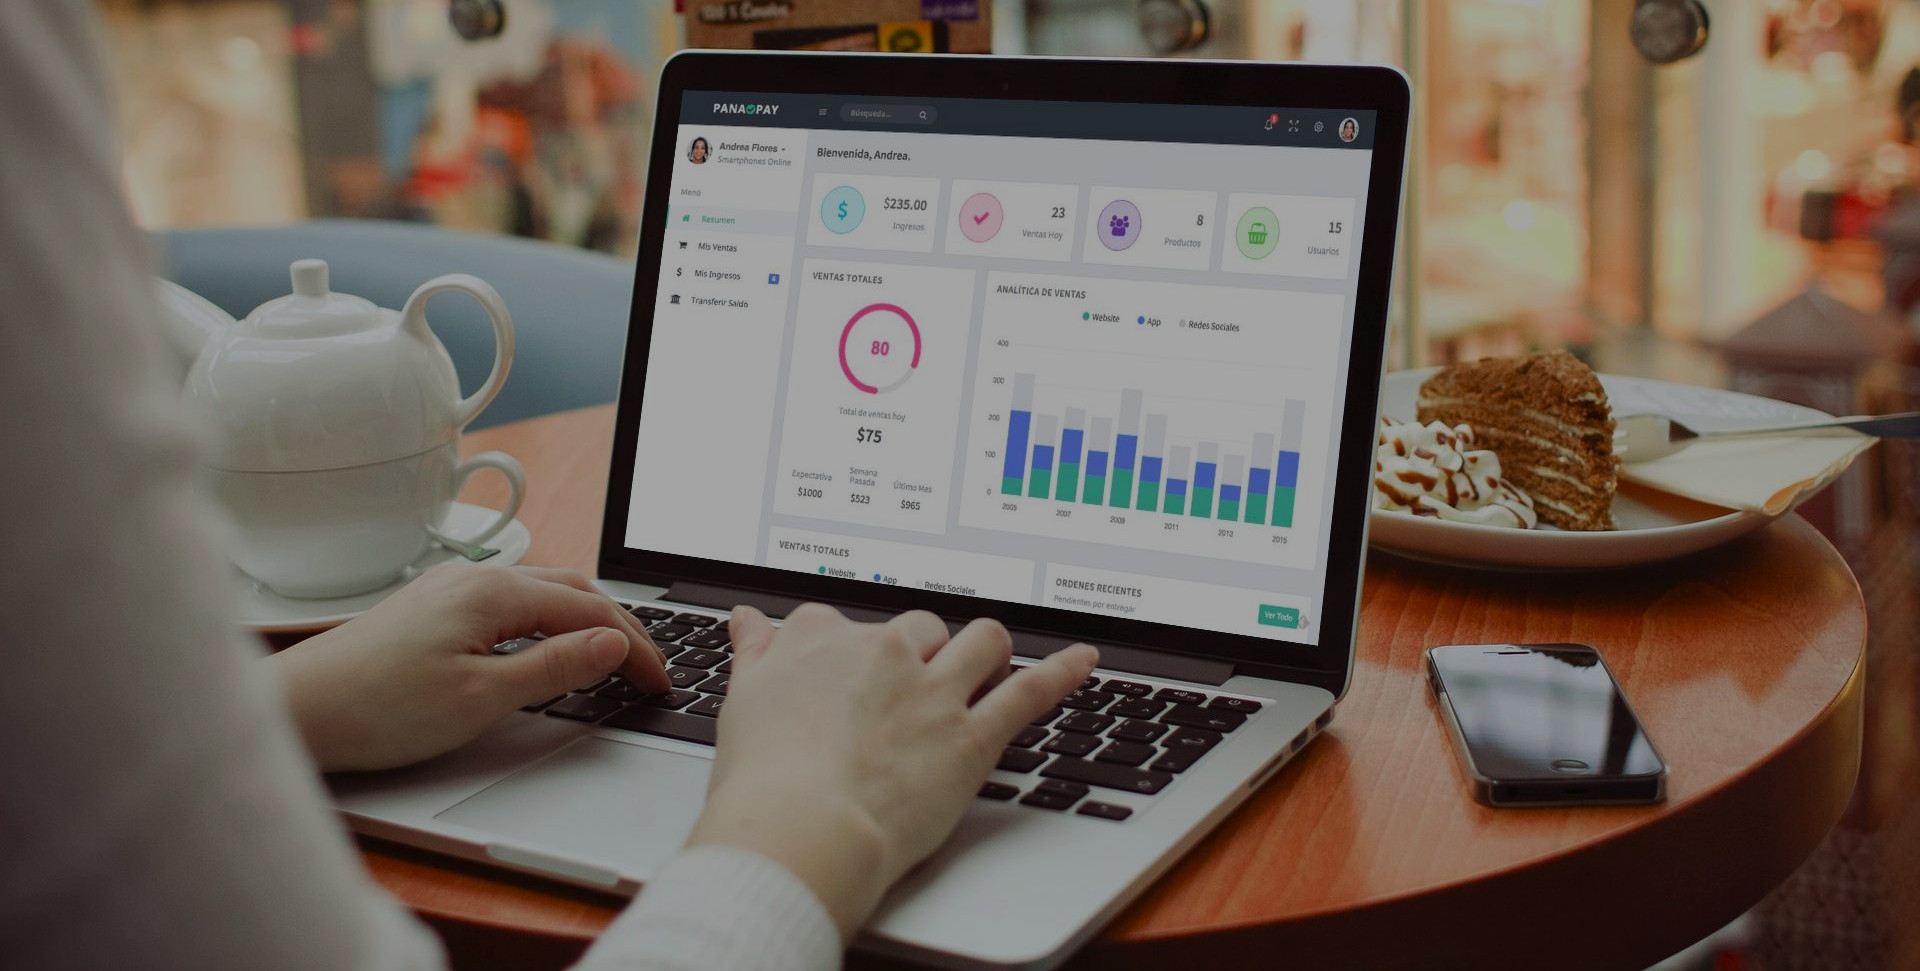 PANA PAY
Búsqueda...
3
Andrea Flores
Smartphones Online
Menú
Resumen
Mis Ventas
Mis Ingresos
Transferir Saldo
Bienvenida, Andrea.
$
$235.00
Ingresos
23
Ventas Hoy
8
Productos
15
Usuarios
VENTAS TOTALES
80
Total de ventas hoy
$75
Expectativa
$1000
Semana
Pasada
$523
Último Mes
$965
ANALÍTICA DE VENTAS
Website App Redes Sociales
400
300
200
100
0
2005 2007 2009 2011 2013 2015
VENTAS TOTALES
Website App Redes Sociales
ORDENES RECIENTES
Pendientes por entregar
Ver Todo